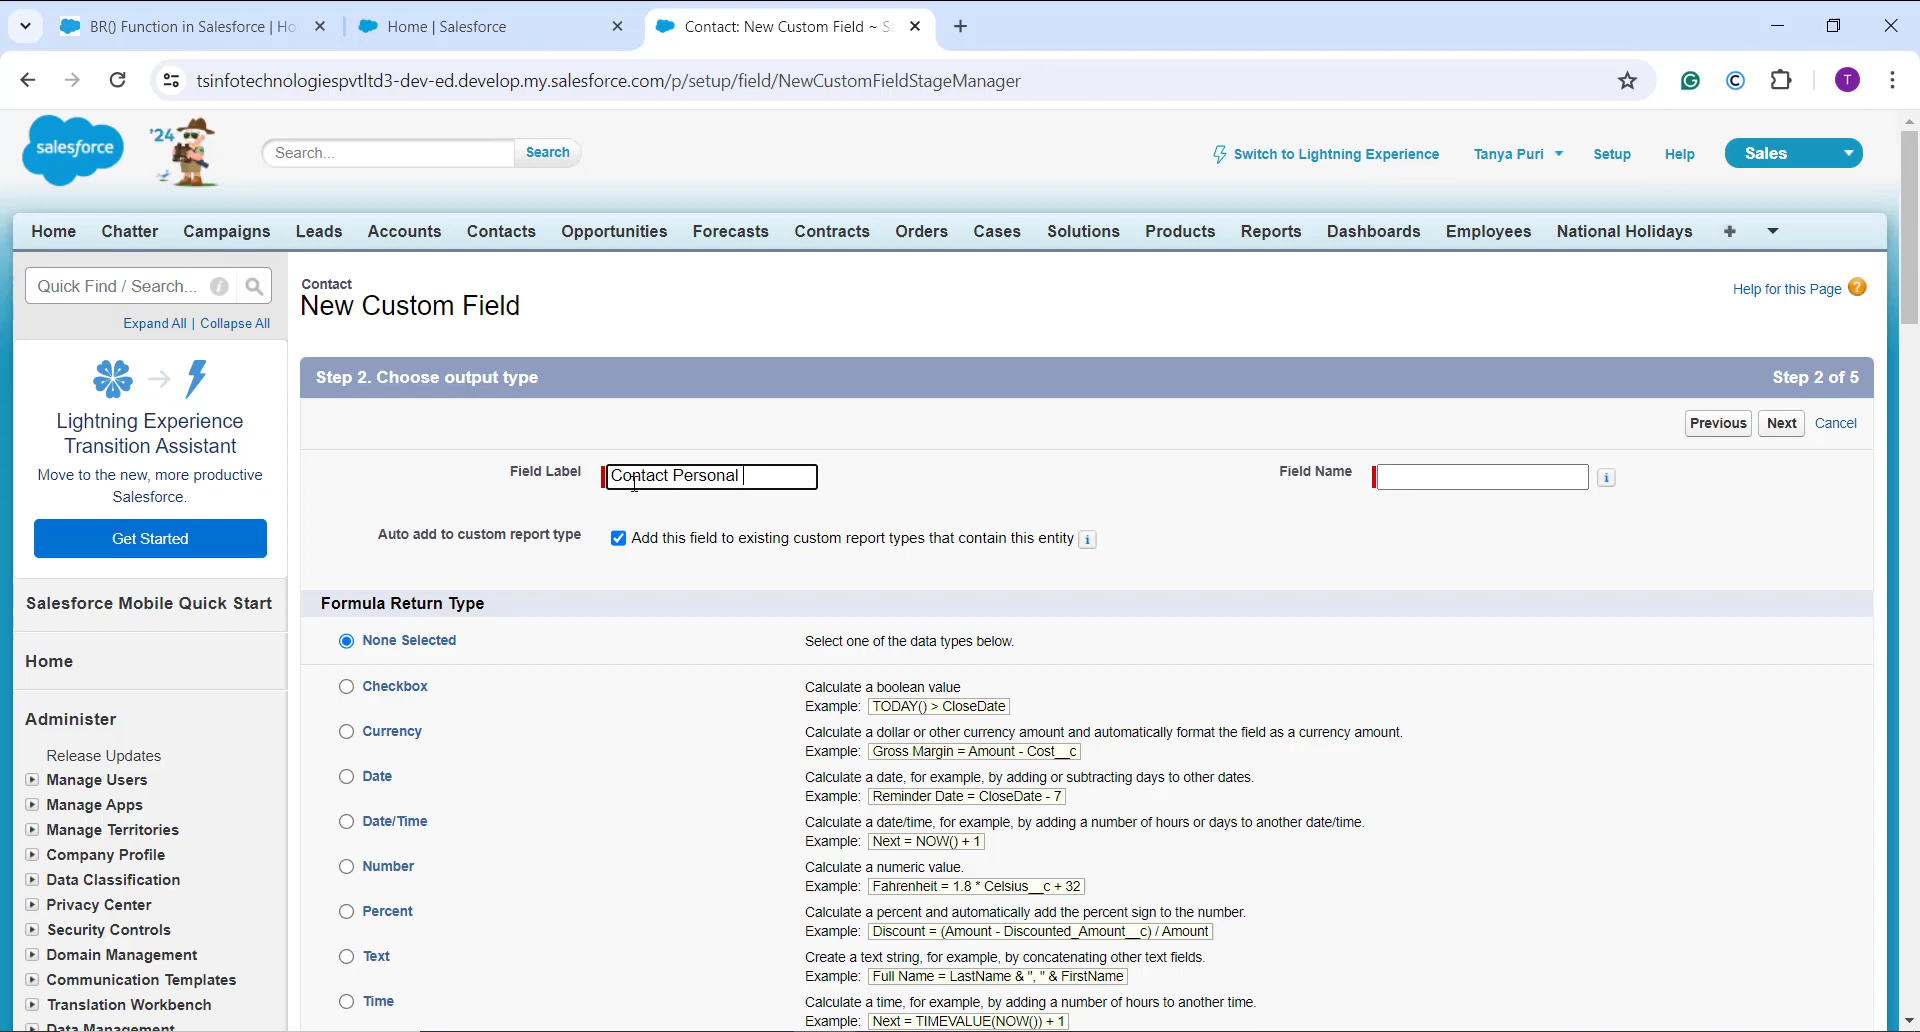 BR() Function in Salesforce | Ho
Home | Salesforce
Contact: New Custom Field ~ S
tsinfotechnologiespvtltd3-dev-ed.develop.my.salesforce.com/p/setup/field/NewCustomFieldStageManager
T
salesforce
'24
Search...
Search
Switch to Lightning Experience
Tanya Puri
Setup
Help
Sales
Home
Chatter
Campaigns
Leads
Accounts
Contacts
Opportunities
Forecasts
Contracts
Orders
Cases
Solutions
Products
Reports
Dashboards
Employees
National Holidays
+
Quick Find / Search...
Expand All | Collapse All
Lightning Experience
Transition Assistant
Move to the new, more productive
Salesforce.
Get Started
Salesforce Mobile Quick Start
Home
Administer
Release Updates
Manage Users
Manage Apps
Manage Territories
Company Profile
Data Classification
Privacy Center
Security Controls
Domain Management
Communication Templates
Translation Workbench
Data Management
Contact
New Custom Field
Help for this Page
Step 2. Choose output type
Step 2 of 5
Previous
Next
Cancel
Field Label
Contact Personal
Field Name
Auto add to custom report type
Add this field to existing custom report types that contain this entity
Formula Return Type
None Selected
Select one of the data types below.
Checkbox
Calculate a boolean value
Example: TODAY() > CloseDate
Currency
Calculate a dollar or other currency amount and automatically format the field as a currency amount.
Example: Gross Margin = Amount - Cost__c
Date
Calculate a date, for example, by adding or subtracting days to other dates.
Example: Reminder Date = CloseDate - 7
Date/Time
Calculate a date/time, for example, by adding a number of hours or days to another date/time.
Example: Next = NOW() + 1
Number
Calculate a numeric value.
Example: Fahrenheit = 1.8 * Celsius__c + 32
Percent
Calculate a percent and automatically add the percent sign to the number.
Example: Discount = (Amount - Discounted_Amount__c) / Amount
Text
Create a text string, for example, by concatenating other text fields.
Example: Full Name = LastName & ", " & FirstName
Time
Calculate a time, for example, by adding a number of hours to another time.
Example: Next = TIMEVALUE(NOW()) + 1